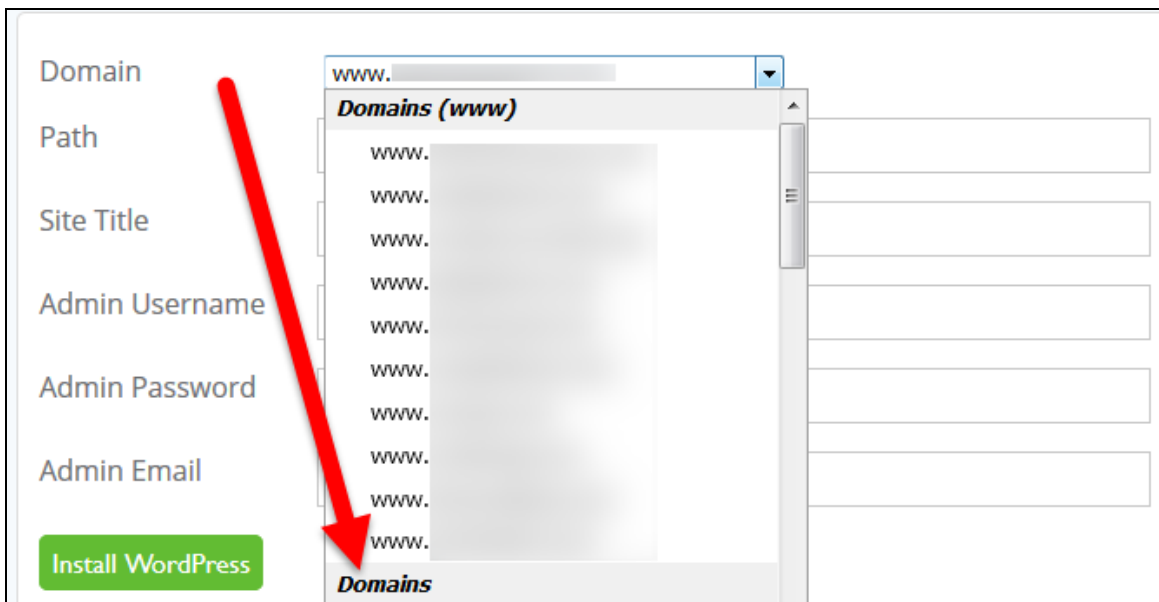 Domain
www.
Domains (www)
Path
www.
www.
Site Title
www.
www.
Admin Username
www.
www.
Admin Password
www.
www.
Admin Email
www.
www.
Install WordPress
Domains